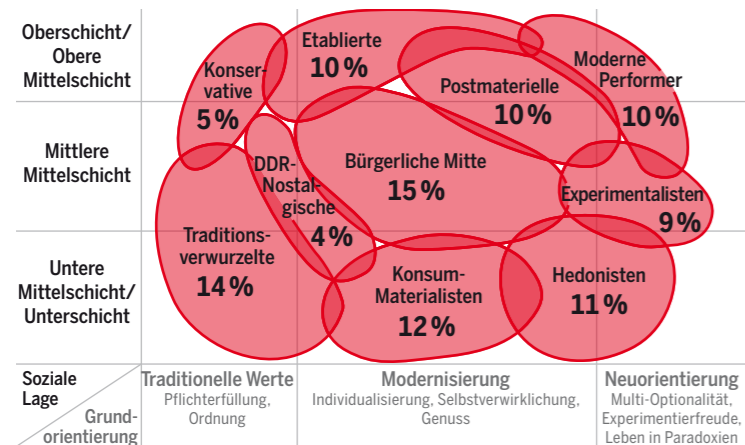 Oberschicht/
Obere
Mittelschicht
Etablierte
10 %
Konser-
vative
5 %
Postmaterielle
10 %
Moderne
Performer
10 %
Mittlere
Mittelschicht
DDR-
Nostal-
gische
4 %
Bürgerliche Mitte
15 %
Experimentalisten
9 %
Untere
Mittelschicht/
Unterschicht
Traditions-
verwurzelte
14 %
Konsum-
Materialisten
12 %
Hedonisten
11 %
Soziale
Lage
Grund-
orientierung
Traditionelle Werte
Pflichterfüllung,
Ordnung
Modernisierung
Individualisierung, Selbstverwirklichung,
Genuss
Neuorientierung
Multi-Optionalität,
Experimentierfreude,
Leben in Paradoxien